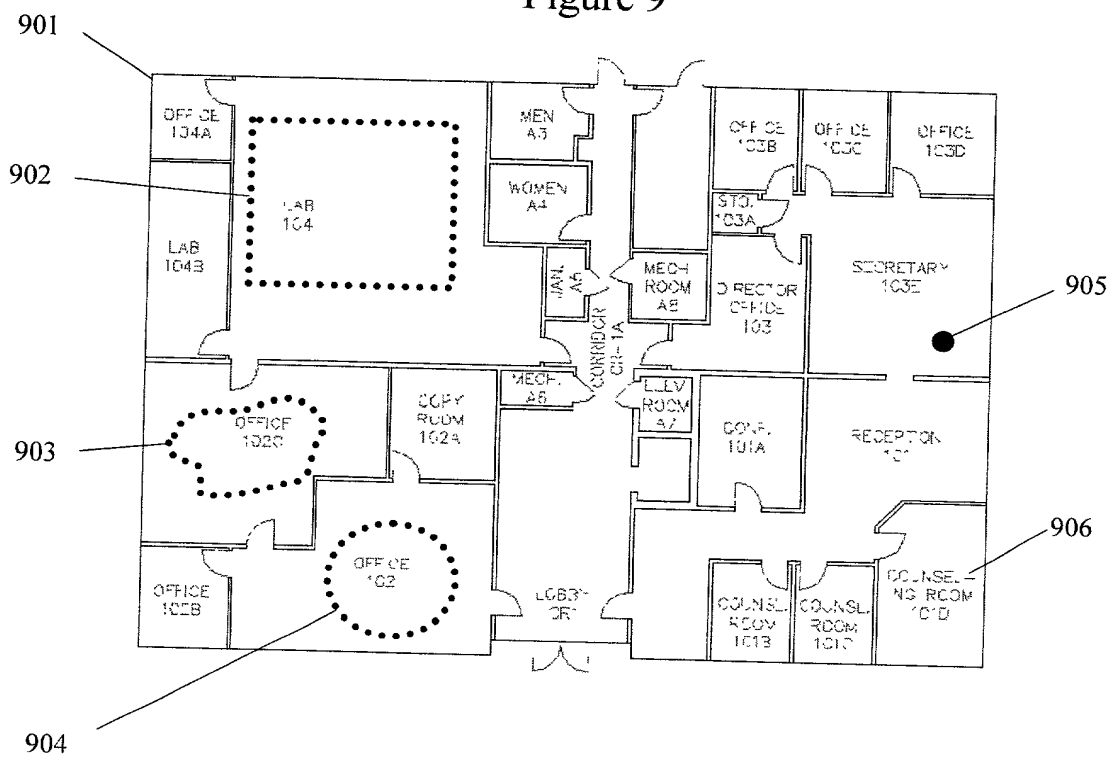 Figure 9
901
OFFICE
104A
902
LAB
104
LAB
104B
MEN
A3
WOMEN
A4
JAN.
A5
MECH
ROOM
A8
CORRIDOR
CR-1A
OFFICE
103B
OFFICE
103C
OFFICE
103D
STO.
103A
DIRECTOR
OFFICE
103
SECRETARY
103E
905
MECH.
A6
ELEV
ROOM
A7
COPY
ROOM
102A
OFFICE
102C
903
CONF.
101A
RECEPTION
101
OFFICE
102
OFFICE
102B
LOBBY
COUNSL.
ROOM
101B
COUNSL.
ROOM
101C
COUNSEL-
ING ROOM
101D
906
904